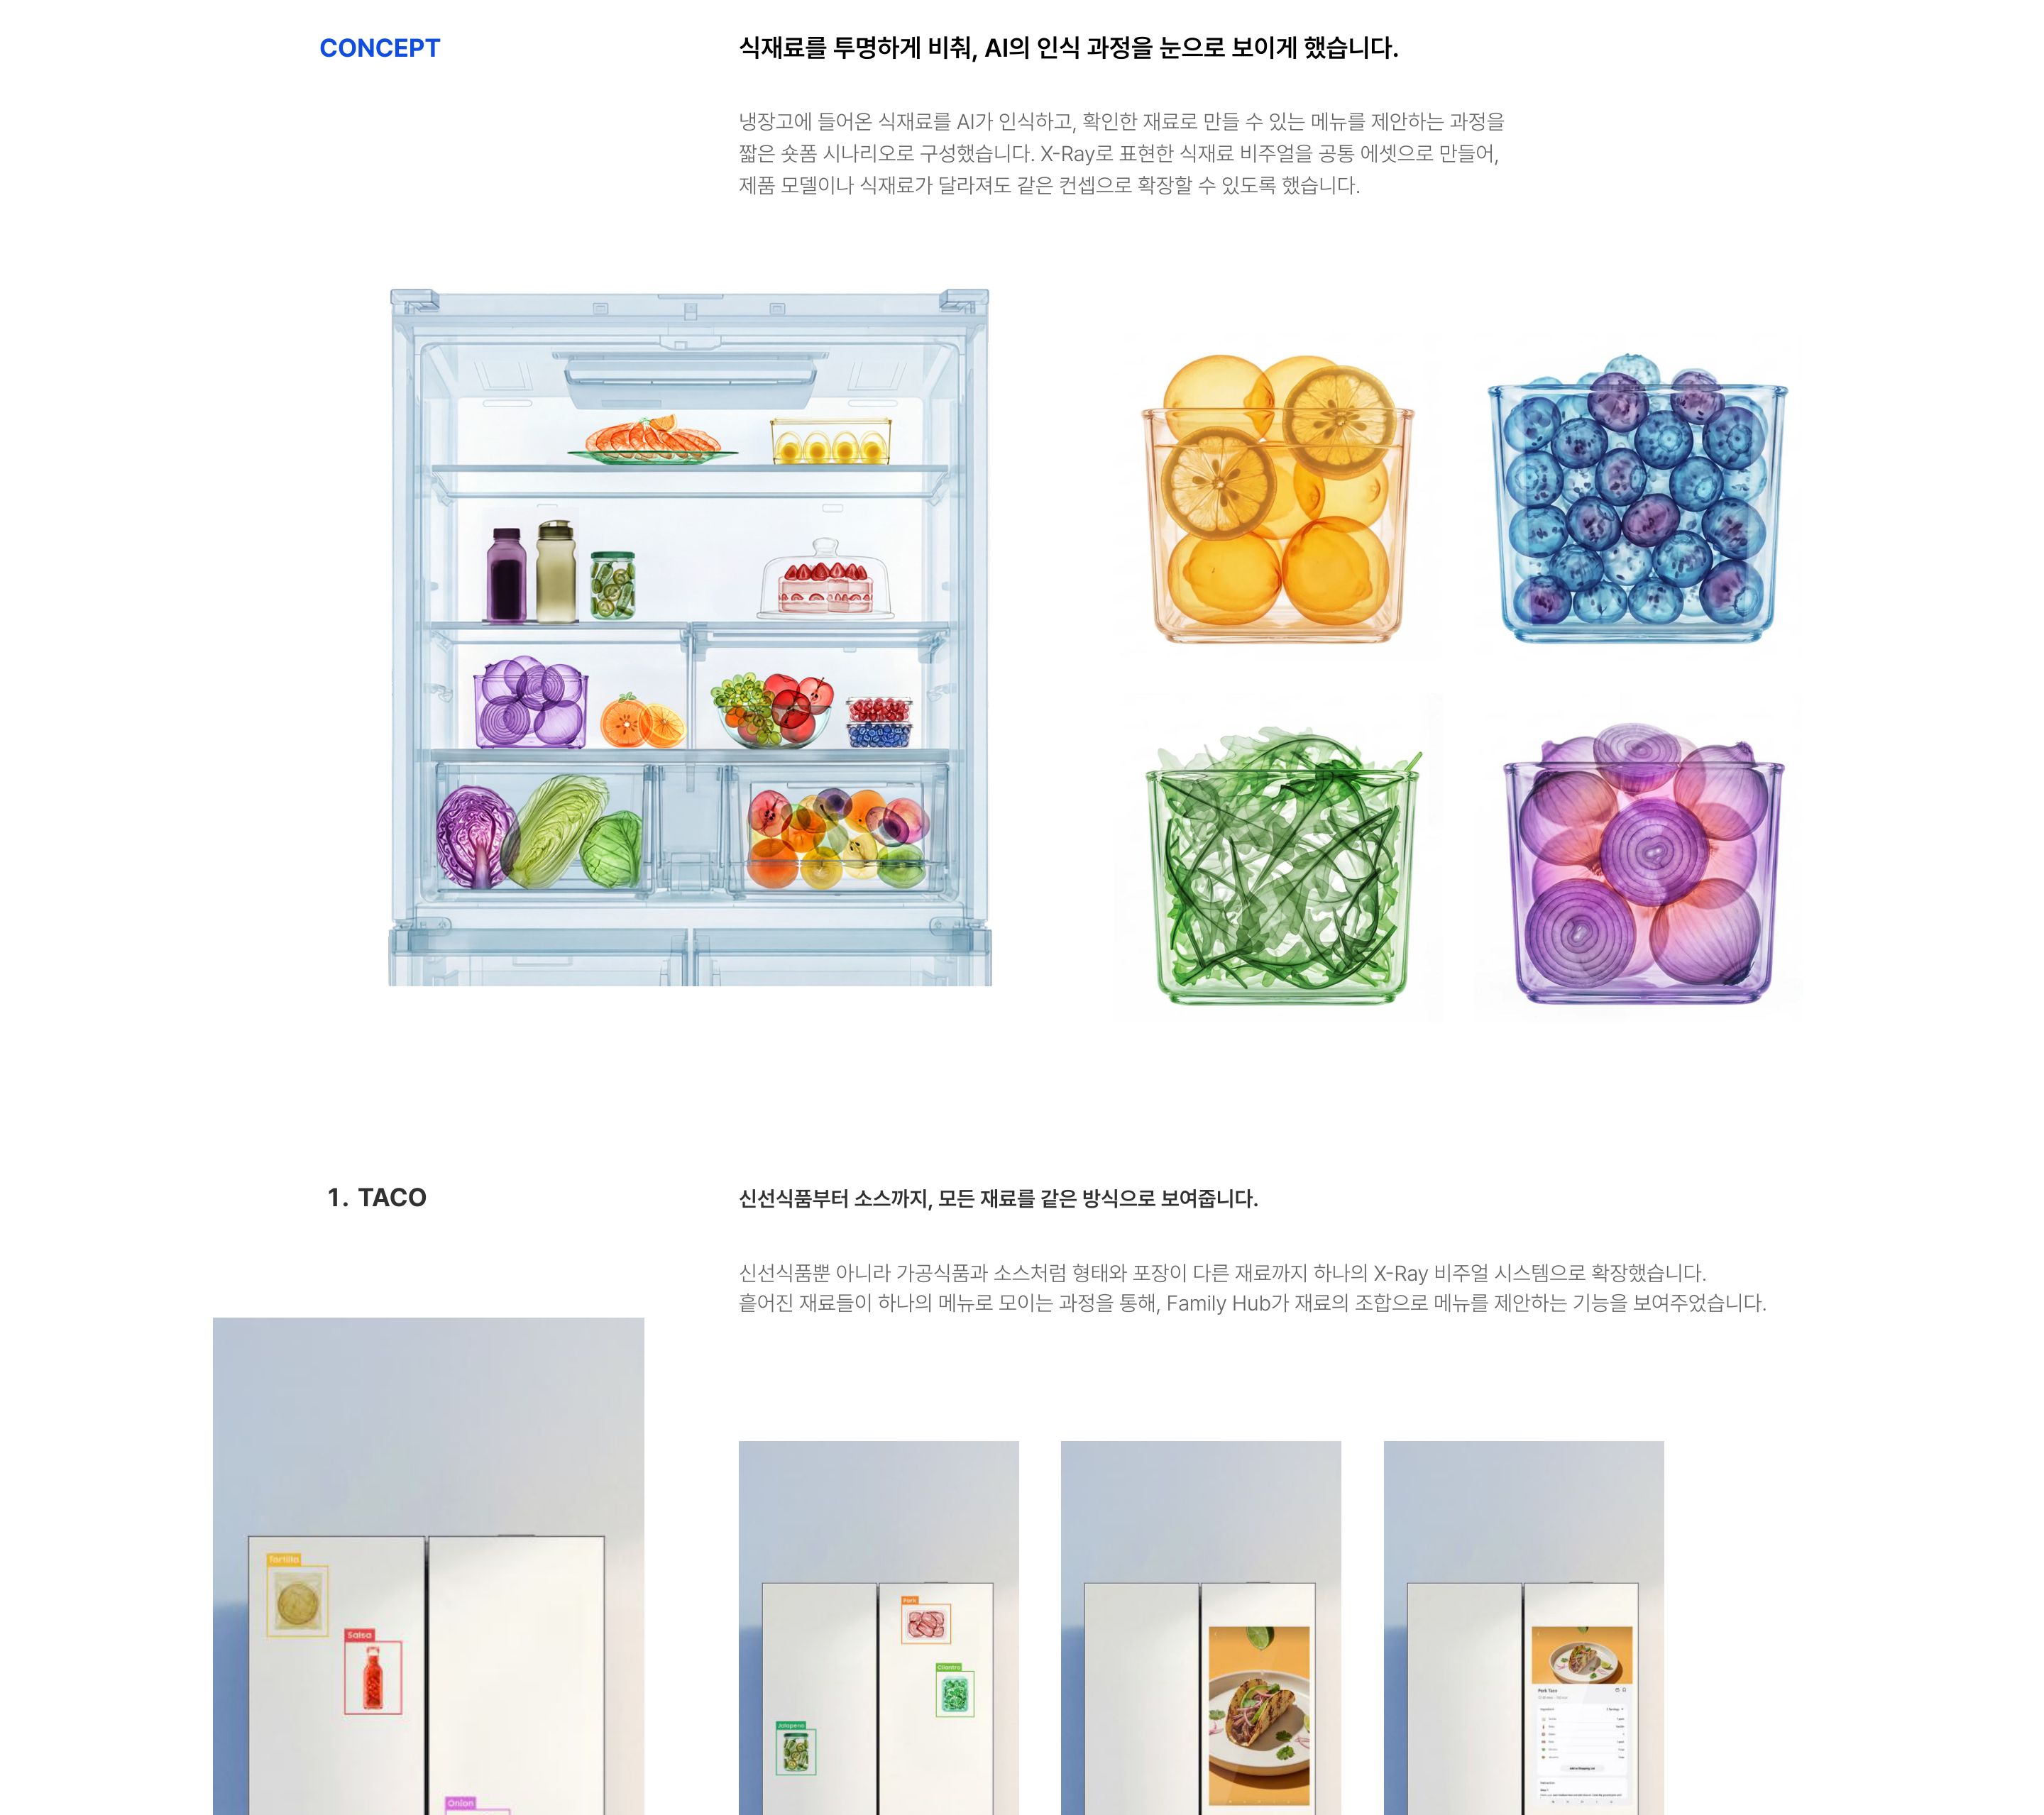 CONCEPT
식재료를 투명하게 비춰, AI의 인식 과정을 눈으로 보이게 했습니다.
냉장고에 들어온 식재료를 AI가 인식하고, 확인한 재료로 만들 수 있는 메뉴를 제안하는 과정을
짧은 숏폼 시나리오로 구성했습니다. X-Ray로 표현한 식재료 비주얼을 공통 에셋으로 만들어,
제품 모델이나 식재료가 달라져도 같은 컨셉으로 확장할 수 있도록 했습니다.
1. TACO
신선식품부터 소스까지, 모든 재료를 같은 방식으로 보여줍니다.
신선식품뿐 아니라 가공식품과 소스처럼 형태와 포장이 다른 재료까지 하나의 X-Ray 비주얼 시스템으로 확장했습니다.
흩어진 재료들이 하나의 메뉴로 모이는 과정을 통해, Family Hub가 재료의 조합으로 메뉴를 제안하는 기능을 보여주었습니다.
Tortilla
Salsa
Onion
Pork
Cilantro
Jalapeno
Pork Taco